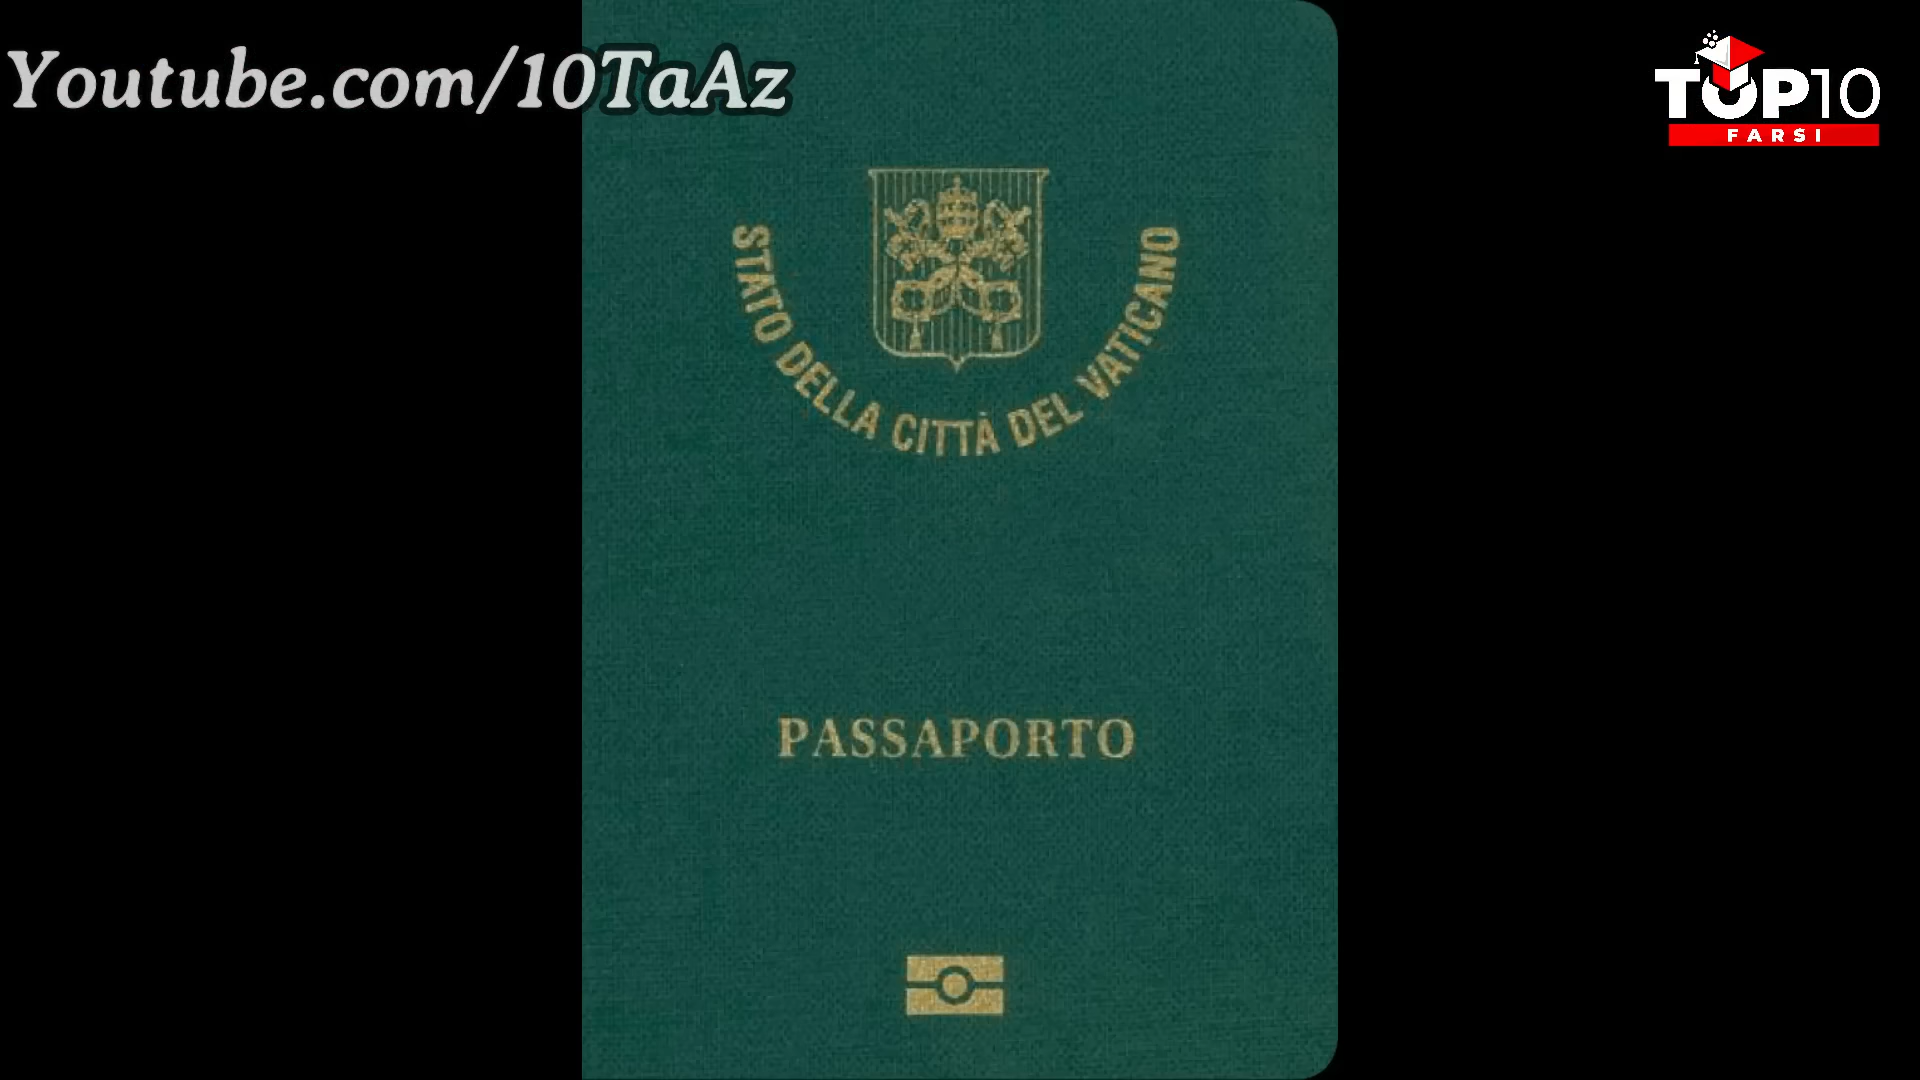 Youtube.com/10TaAz
TOP10
FARSI
STATO DELLA CITTÀ DEL VATICANO
PASSAPORTO